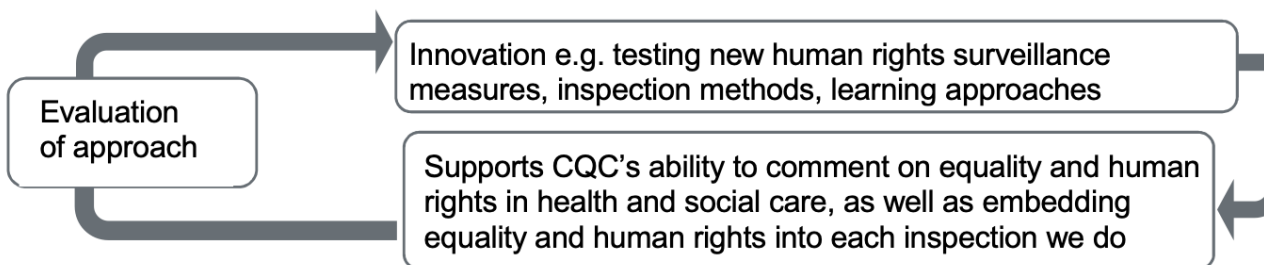 Innovation e.g. testing new human rights surveillance
measures, inspection methods, learning approaches
Evaluation
of approach
Supports CQC's ability to comment on equality and human
rights in health and social care, as well as embedding
equality and human rights into each inspection we do